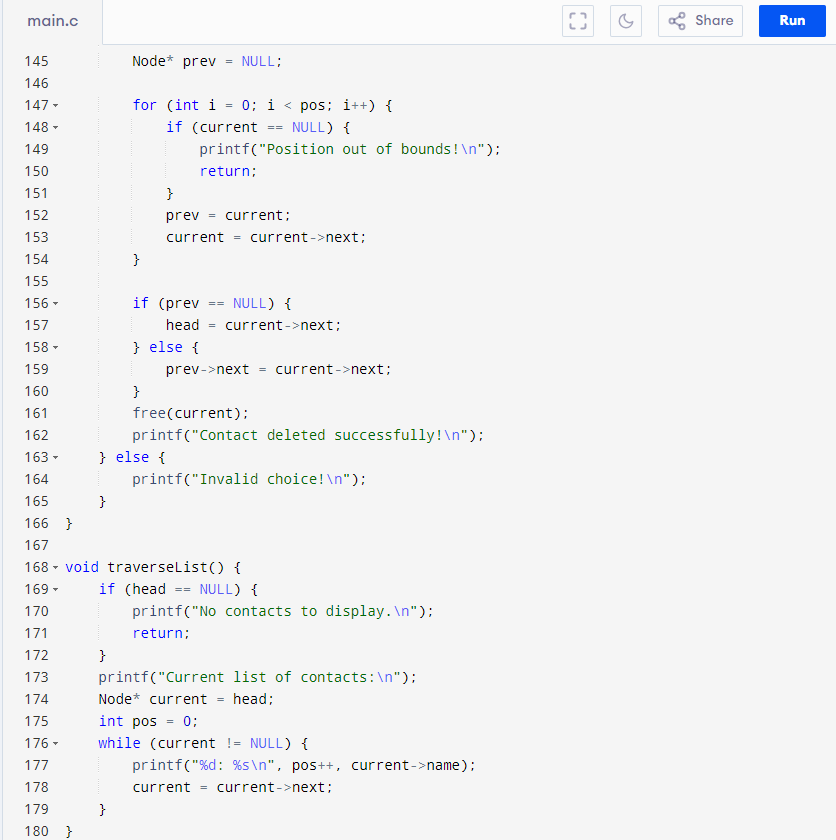 main.c
Share
Run
145 Node* prev = NULL;
146
147 for (int i = 0; i < pos; i++) {
148 if (current == NULL) {
149 printf("Position out of bounds!\n");
150 return;
151 }
152 prev = current;
153 current = current->next;
154 }
155
156 if (prev == NULL) {
157 head = current->next;
158 } else {
159 prev->next = current->next;
160 }
161 free(current);
162 printf("Contact deleted successfully!\n");
163 } else {
164 printf("Invalid choice!\n");
165 }
166 }
167
168 void traverseList() {
169 if (head == NULL) {
170 printf("No contacts to display.\n");
171 return;
172 }
173 printf("Current list of contacts:\n");
174 Node* current = head;
175 int pos = 0;
176 while (current != NULL) {
177 printf("%d: %s\n", pos++, current->name);
178 current = current->next;
179 }
180 }